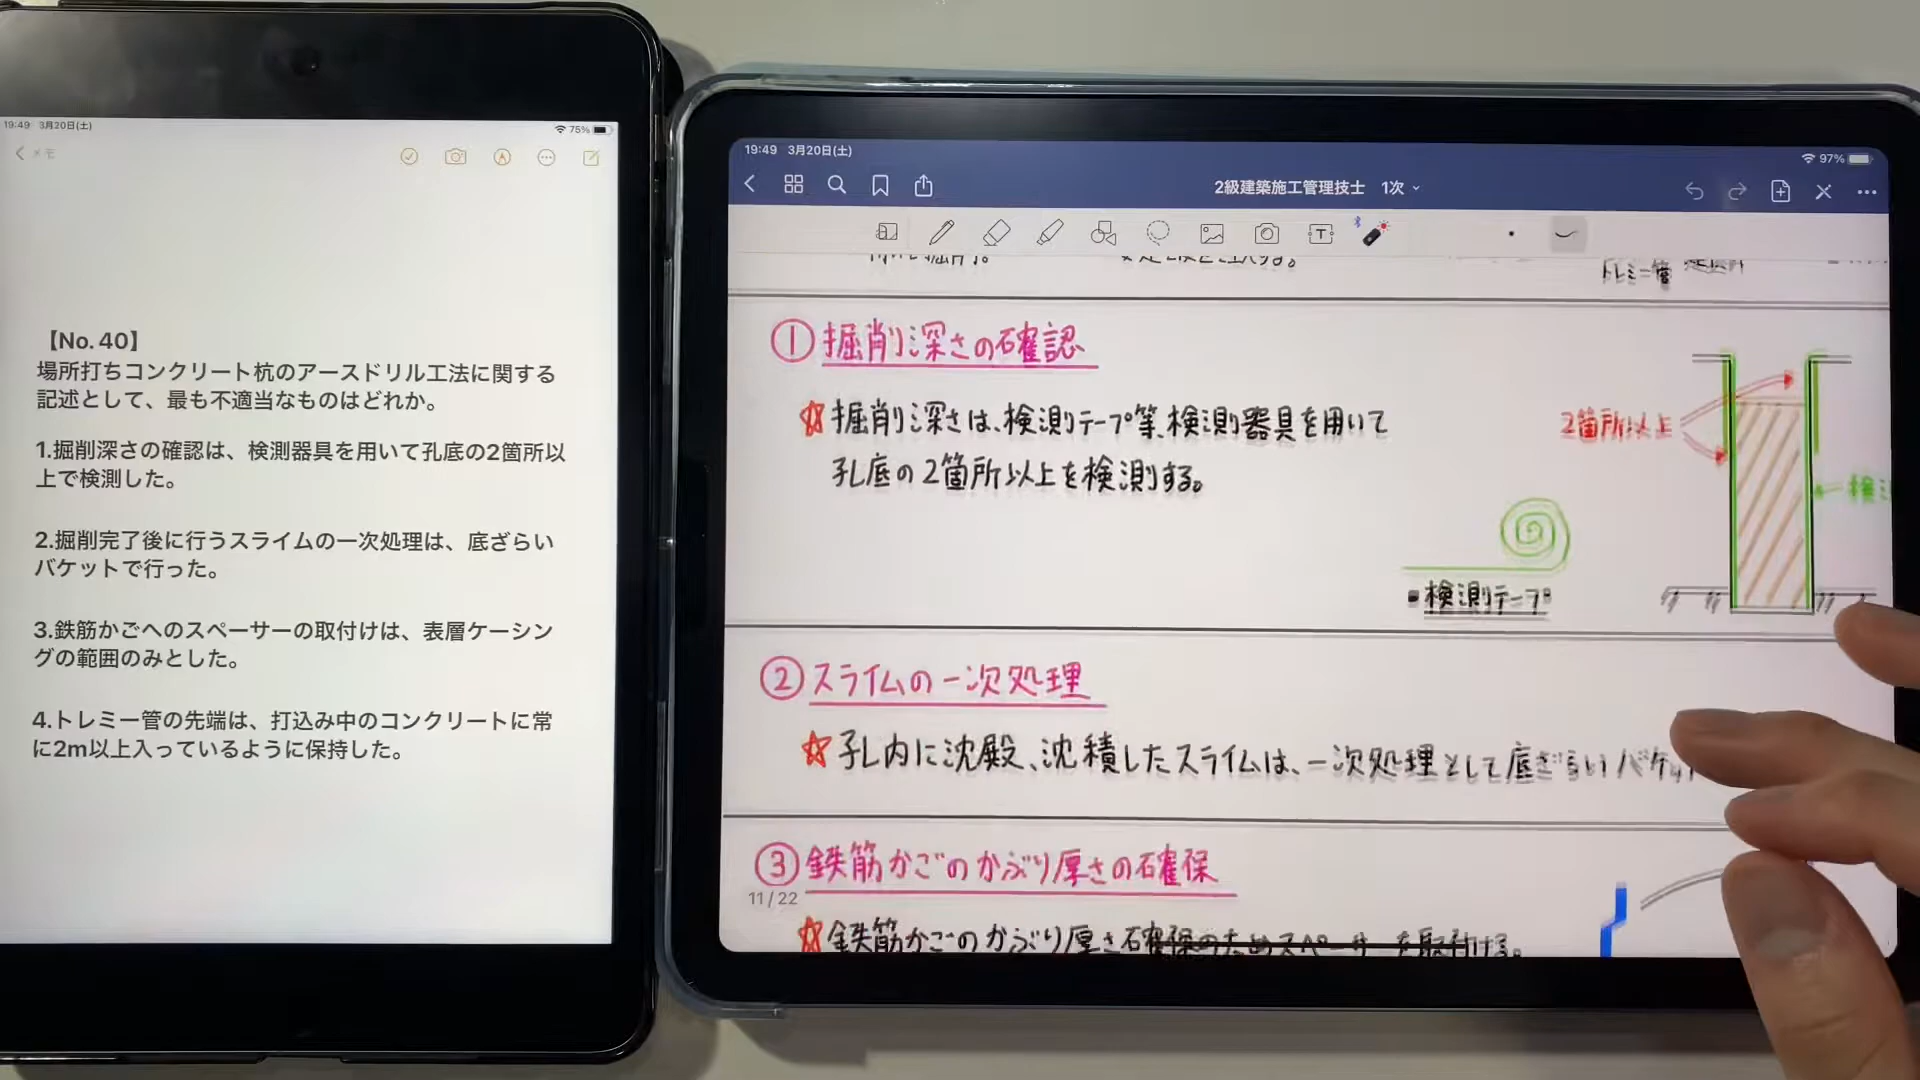 19:49 3月20日(土)
75%
メモ
【No. 40】
場所打ちコンクリート杭のアースドリル工法に関する
記述として、最も不適当なものはどれか。
1.掘削深さの確認は、検測器具を用いて孔底の2箇所以
上で検測した。
2.掘削完了後に行うスライムの一次処理は、底ざらい
バケットで行った。
3.鉄筋かごへのスペーサーの取付けは、表層ケーシン
グの範囲のみとした。
4.トレミー管の先端は、打込み中のコンクリートに常
に2m以上入っているように保持した。
19:49 3月20日(土)
97%
2級建築施工管理技士 1次
トレミー管
①掘削深さの確認
☆掘削深さは、検測テープ等、検測器具を用いて
孔底の2箇所以上を検測する。
2箇所以上
検測テープ
②スライムの一次処理
☆孔内に沈殿、沈積したスライムは、一次処理として底ざらいバケッ
③鉄筋かごのかぶり厚さの確保
11/22
☆鉄筋かごのかぶり厚さ確保のためスペーサーを取付ける。